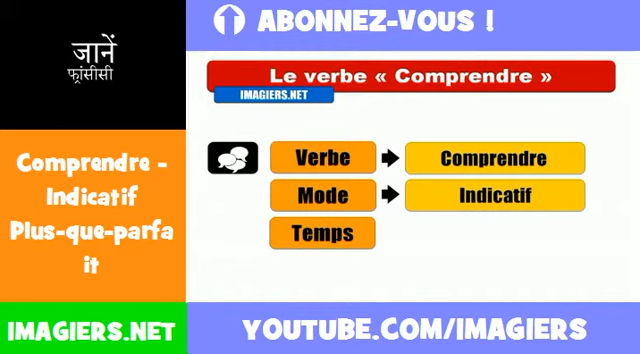 जानें
फ्रांसीसी
Comprendre -
Indicatif
Plus-que-parfa
it
IMAGIERS.NET
ABONNEZ-VOUS !
Le verbe « Comprendre »
IMAGIERS.NET
Verbe Comprendre
Mode Indicatif
Temps
YOUTUBE.COM/IMAGIERS